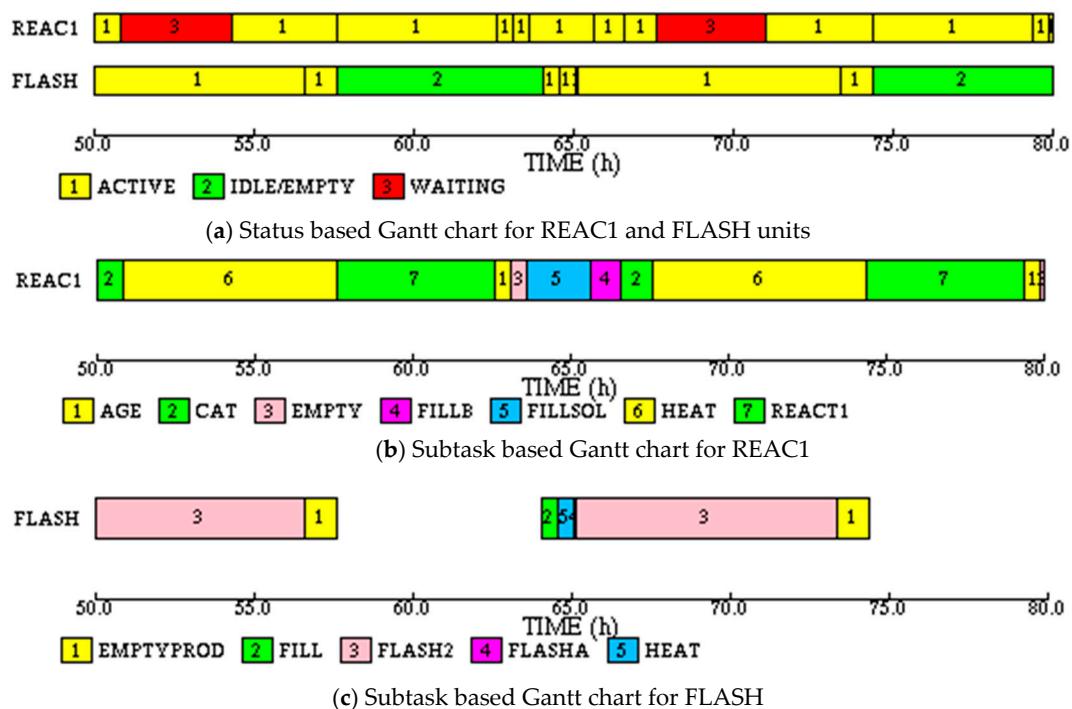 REAC1 1 3 1 1 1 1 1 1 1 3 1 1 1
FLASH 1 1 2 1 1 1 1 2
50.0 55.0 60.0 65.0 70.0 75.0 80.0
TIME (h)
1 ACTIVE 2 IDLE/EMPTY 3 WAITING
(a) Status based Gantt chart for REAC1 and FLASH units
REAC1 2 6 7 1 3 5 4 2 6 7 1
50.0 55.0 60.0 65.0 70.0 75.0 80.0
TIME (h)
1 AGE 2 CAT 3 EMPTY 4 FILLB 5 FILLSOL 6 HEAT 7 REACT1
(b) Subtask based Gantt chart for REAC1
FLASH 3 1 2 5 4 3 1
50.0 55.0 60.0 65.0 70.0 75.0 80.0
TIME (h)
1 EMPTYPROD 2 FILL 3 FLASH2 4 FLASHA 5 HEAT
(c) Subtask based Gantt chart for FLASH